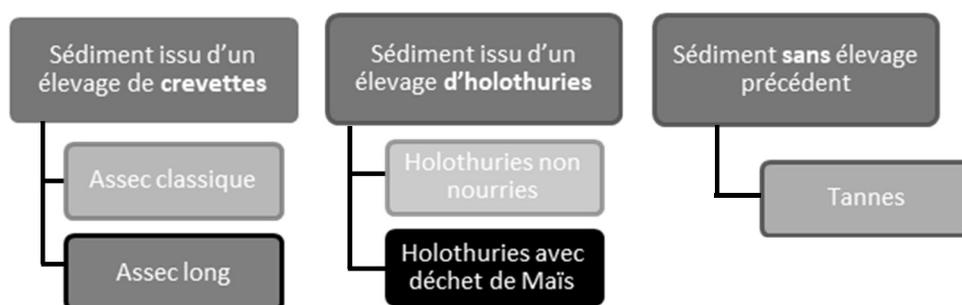 Sédiment issu d'un
élevage de crevettes
Assec classique
Assec long
Sédiment issu d'un
élevage d'holothuries
Holothuries non
nourries
Holothuries avec
déchet de Maïs
Sédiment sans élevage
précédent
Tannes